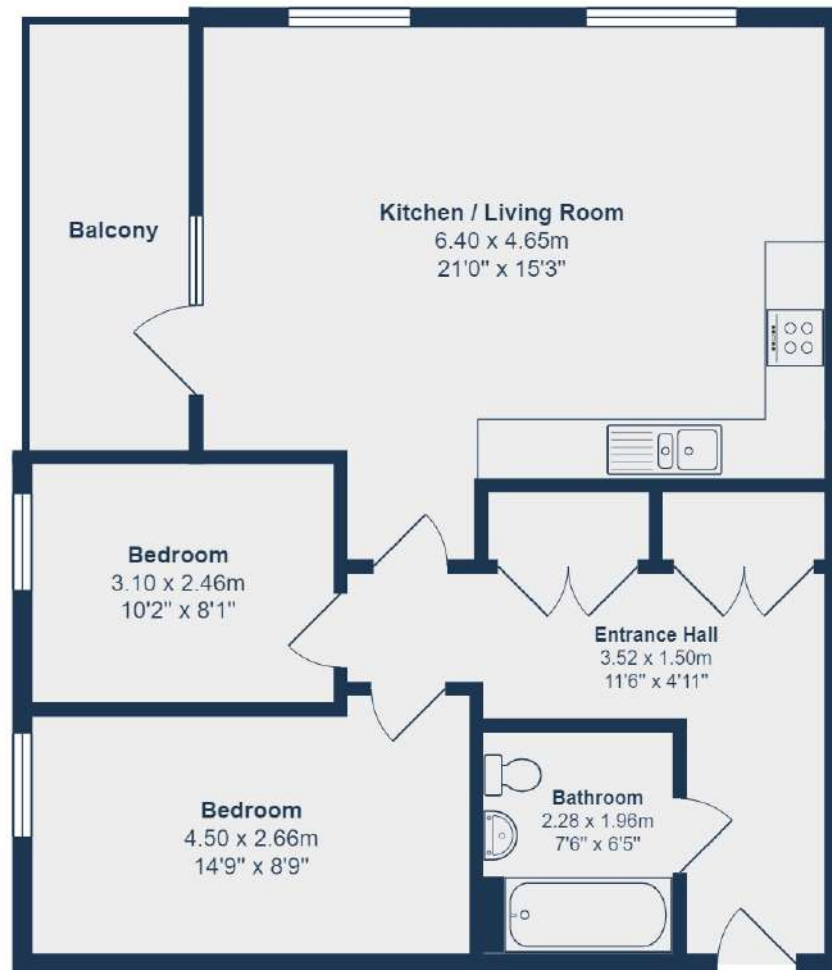 Balcony
Kitchen / Living Room
6.40 x 4.65m
21'0" x 15'3"
Bedroom
3.10 x 2.46m
10'2" x 8'1"
Entrance Hall
3.52 x 1.50m
11'6" x 4'11"
Bedroom
4.50 x 2.66m
14'9" x 8'9"
Bathroom
2.28 x 1.96m
7'6" x 6'5"